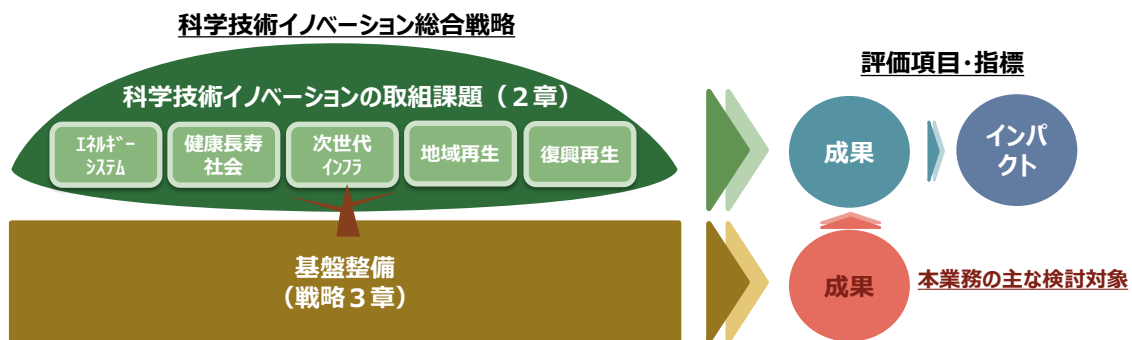 科学技術イノベーション総合戦略
科学技術イノベーションの取組課題（２章）
ｴﾈﾙｷﾞｰ
ｼｽﾃﾑ
健康長寿
社会
次世代
ｲﾝﾌﾗ
地域再生
復興再生
基盤整備
（戦略３章）
評価項目・指標
成果
インパ
クト
成果
本業務の主な検討対象